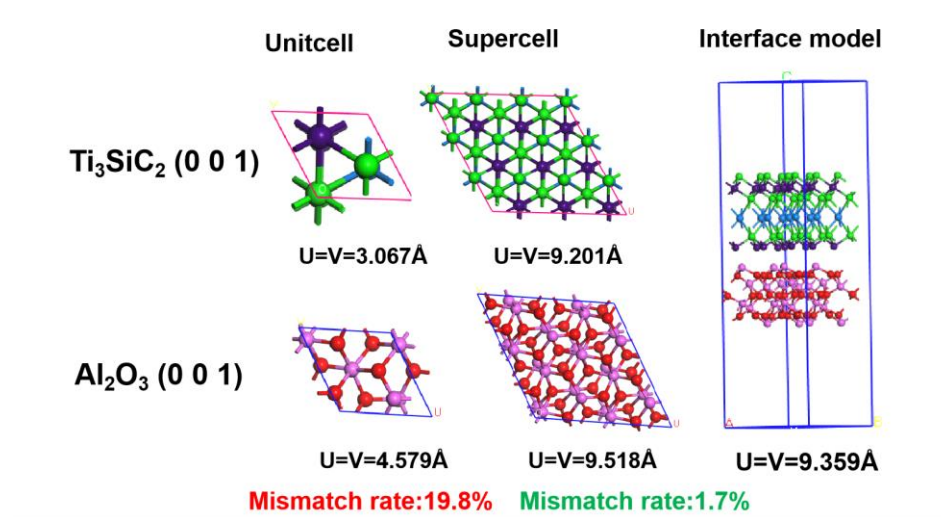 Unitcell
Supercell
Interface model
Ti₃SiC₂ (0 0 1)
U=V=3.067Å
U=V=9.201Å
Al₂O₃ (0 0 1)
U=V=4.579Å
U=V=9.518Å
U=V=9.359Å
Mismatch rate:19.8%
Mismatch rate:1.7%